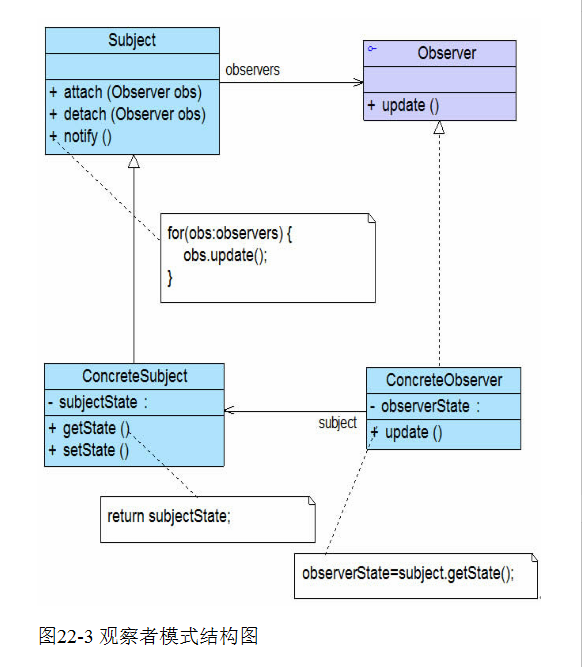 Subject
+ attach (Observer obs)
+ detach (Observer obs)
+ notify ()
observers
Observer
+ update ()
for(obs:observers) {
obs.update();
}
ConcreteSubject
- subjectState :
+ getState ()
+ setState ()
subject
ConcreteObserver
- observerState :
+ update ()
return subjectState;
observerState=subject.getState();
图22-3 观察者模式结构图